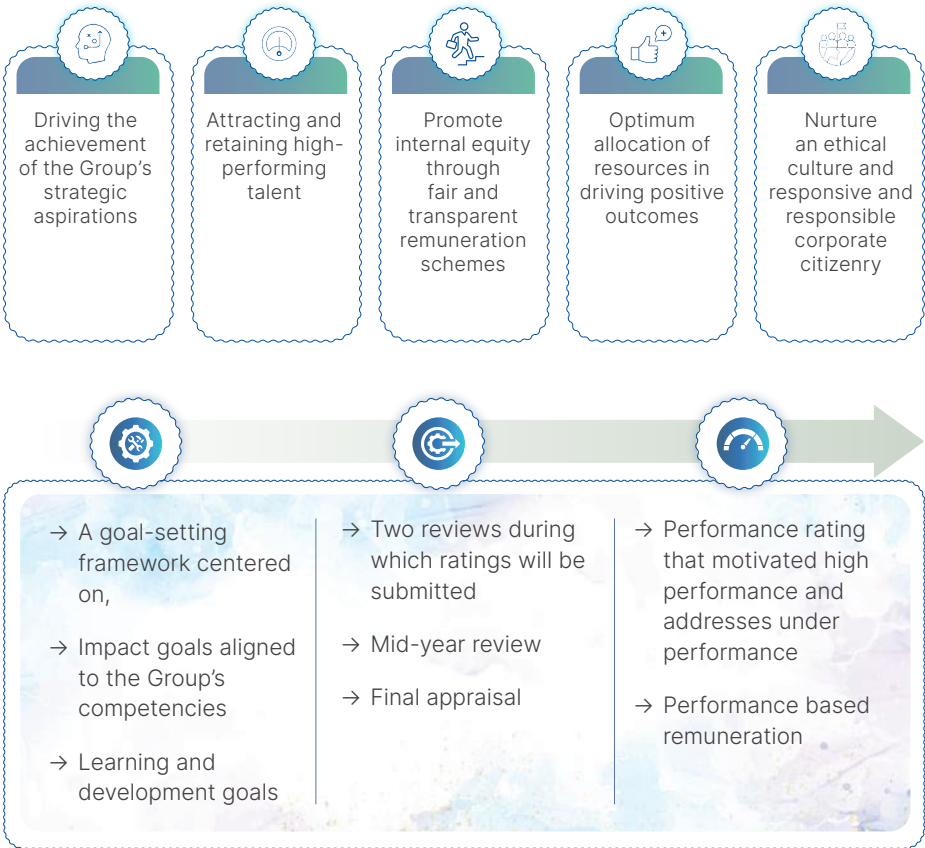 Driving the
achievement
of the Group's
strategic
aspirations
Attracting and
retaining high-
performing
talent
Promote
internal equity
through
fair and
transparent
remuneration
schemes
Optimum
allocation of
resources in
driving positive
outcomes
Nurture
an ethical
culture and
responsive and
responsible
corporate
citizenry
→ A goal-setting
framework centered
on,
→ Impact goals aligned
to the Group's
competencies
→ Learning and
development goals
→ Two reviews during
which ratings will be
submitted
→ Mid-year review
→ Final appraisal
→ Performance rating
that motivated high
performance and
addresses under
performance
→ Performance based
remuneration